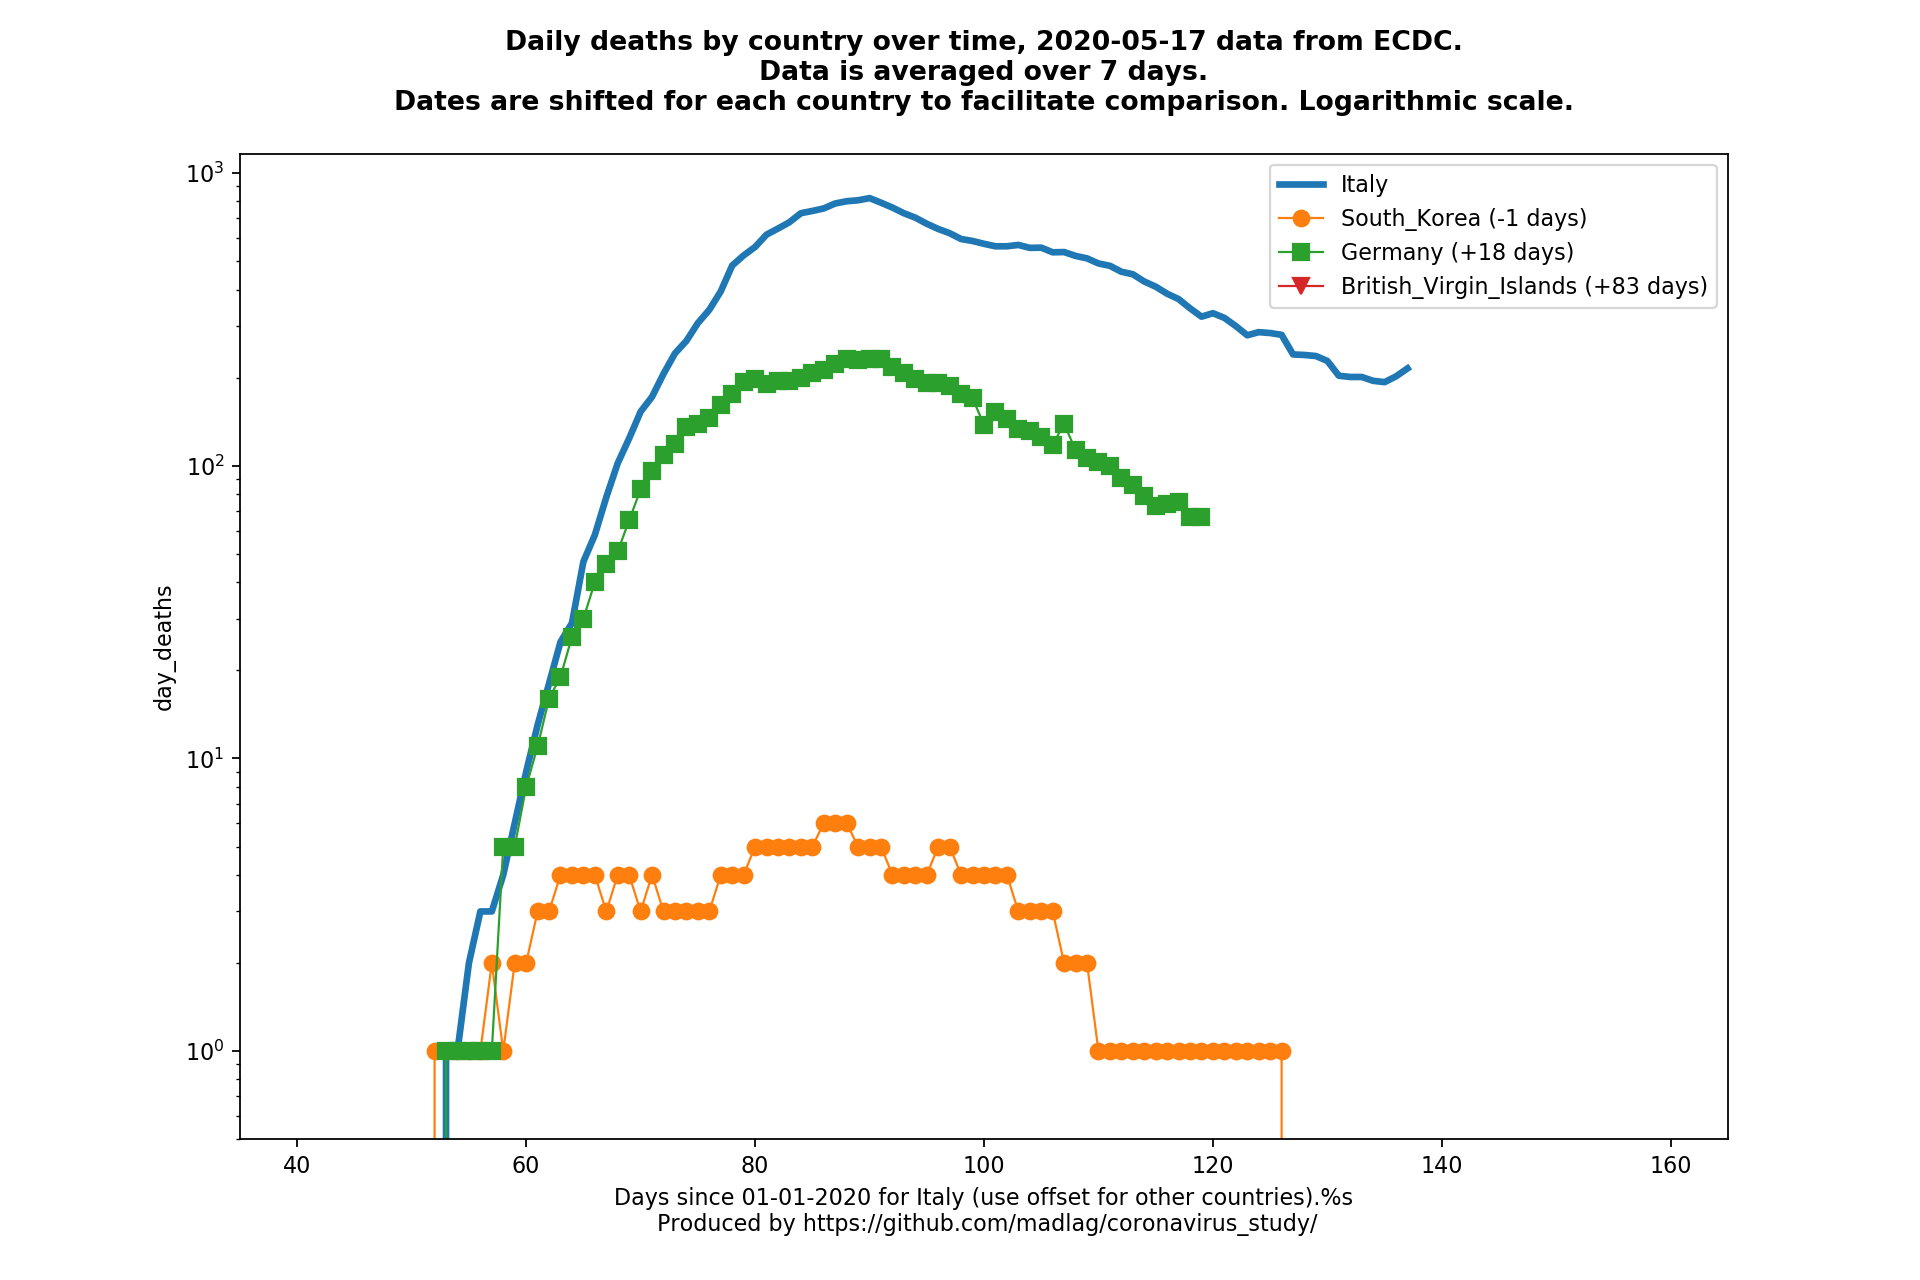 Daily deaths by country over time, 2020-05-17 data from ECDC.
Data is averaged over 7 days.
Dates are shifted for each country to facilitate comparison. Logarithmic scale.
10³
10²
10¹
10⁰
day_deaths
Italy
South_Korea (-1 days)
Germany (+18 days)
British_Virgin_Islands (+83 days)
40 60 80 100 120 140 160
Days since 01-01-2020 for Italy (use offset for other countries).%s
Produced by https://github.com/madlag/coronavirus_study/